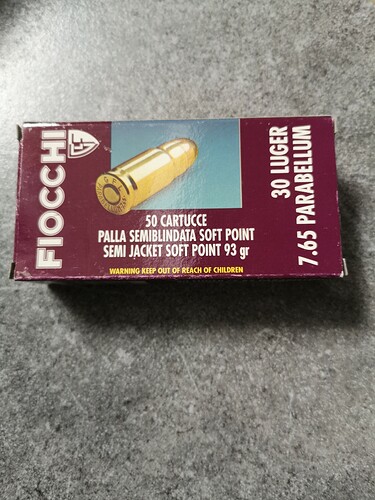 FIOCCHI
GF
50 CARTUCCE
PALLA SEMIBLINDATA SOFT POINT
SEMI JACKET SOFT POINT 93 gr
WARNING KEEP OUT OF REACH OF CHILDREN
30 LUGER
7.65 PARABELLUM